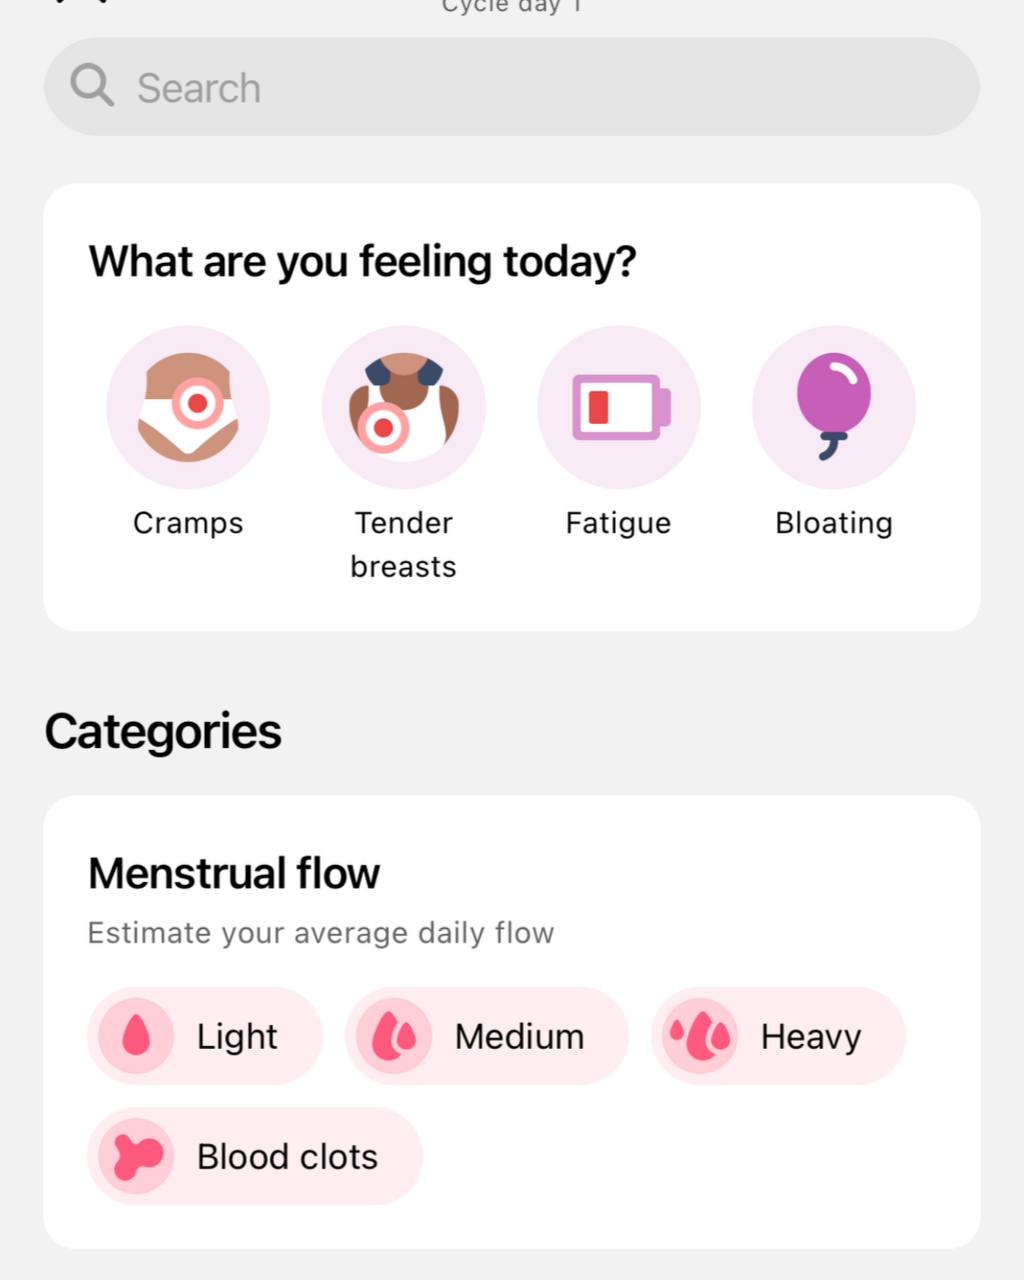 Cycle day 1
Search
What are you feeling today?
Cramps
Tender
breasts
Fatigue
Bloating
Categories
Menstrual flow
Estimate your average daily flow
Light
Medium
Heavy
Blood clots